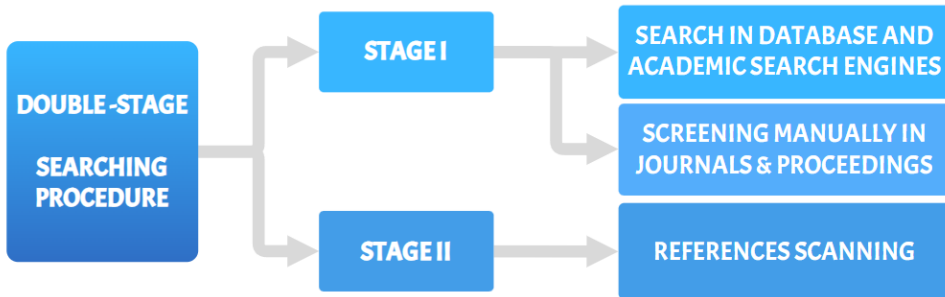 DOUBLE -STAGE
SEARCHING
PROCEDURE
STAGE I
SEARCH IN DATABASE AND
ACADEMIC SEARCH ENGINES
SCREENING MANUALLY IN
JOURNALS & PROCEEDINGS
STAGE II
REFERENCES SCANNING